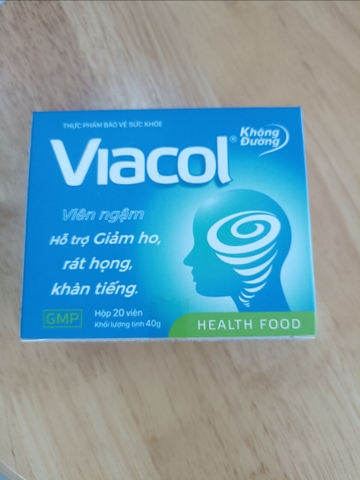 THỰC PHẨM BẢO VỆ SỨC KHỎE
Viacol®
Không
Đường
Viên ngậm
Hỗ trợ Giảm ho,
rát họng,
khàn tiếng.
GMP
Hộp 20 viên
Khối lượng tịnh 40g
HEALTH FOOD